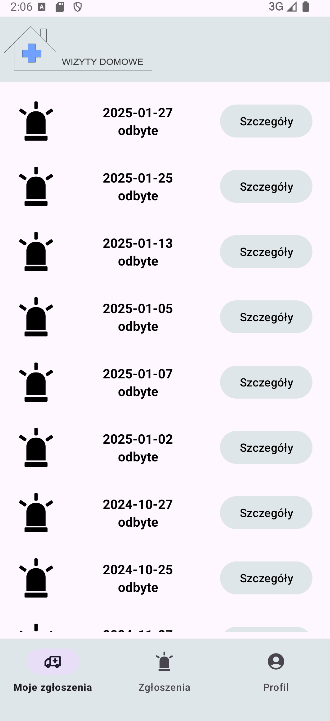 2:06
3G
WIZYTY DOMOWE
2025-01-27
odbyte
Szczegóły
2025-01-25
odbyte
Szczegóły
2025-01-13
odbyte
Szczegóły
2025-01-05
odbyte
Szczegóły
2025-01-07
odbyte
Szczegóły
2025-01-02
odbyte
Szczegóły
2024-10-27
odbyte
Szczegóły
2024-10-25
odbyte
Szczegóły
Moje zgłoszenia
Zgłoszenia
Profil